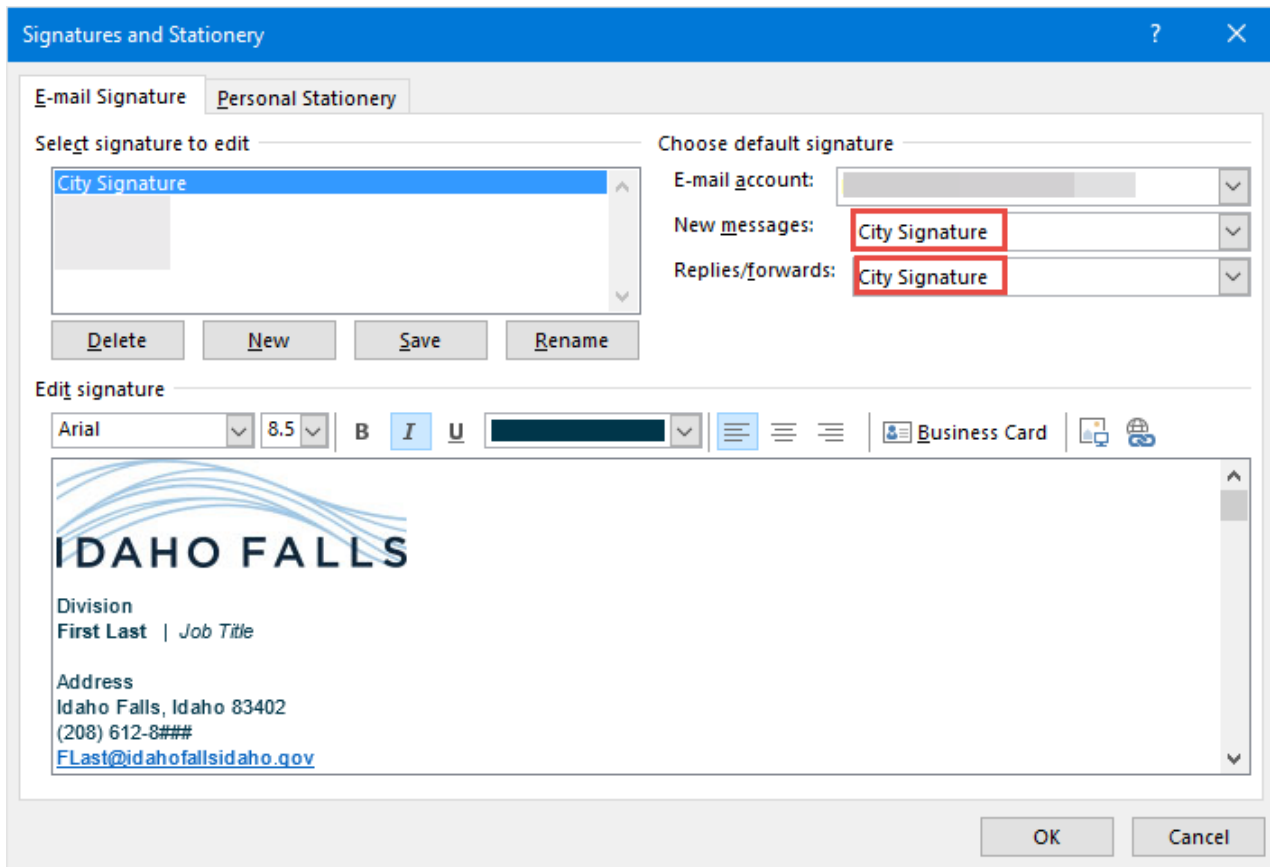 Signatures and Stationery ?
E-mail Signature Personal Stationery
Select signature to edit
City Signature
Delete New Save Rename
Choose default signature
E-mail account:
New messages: City Signature
Replies/forwards: City Signature
Edit signature
Arial 8.5 B I U Business Card
IDAHO FALLS
Division
First Last | Job Title
Address
Idaho Falls, Idaho 83402
(208) 612-8###
FLast@idahofallsidaho.gov
OK Cancel